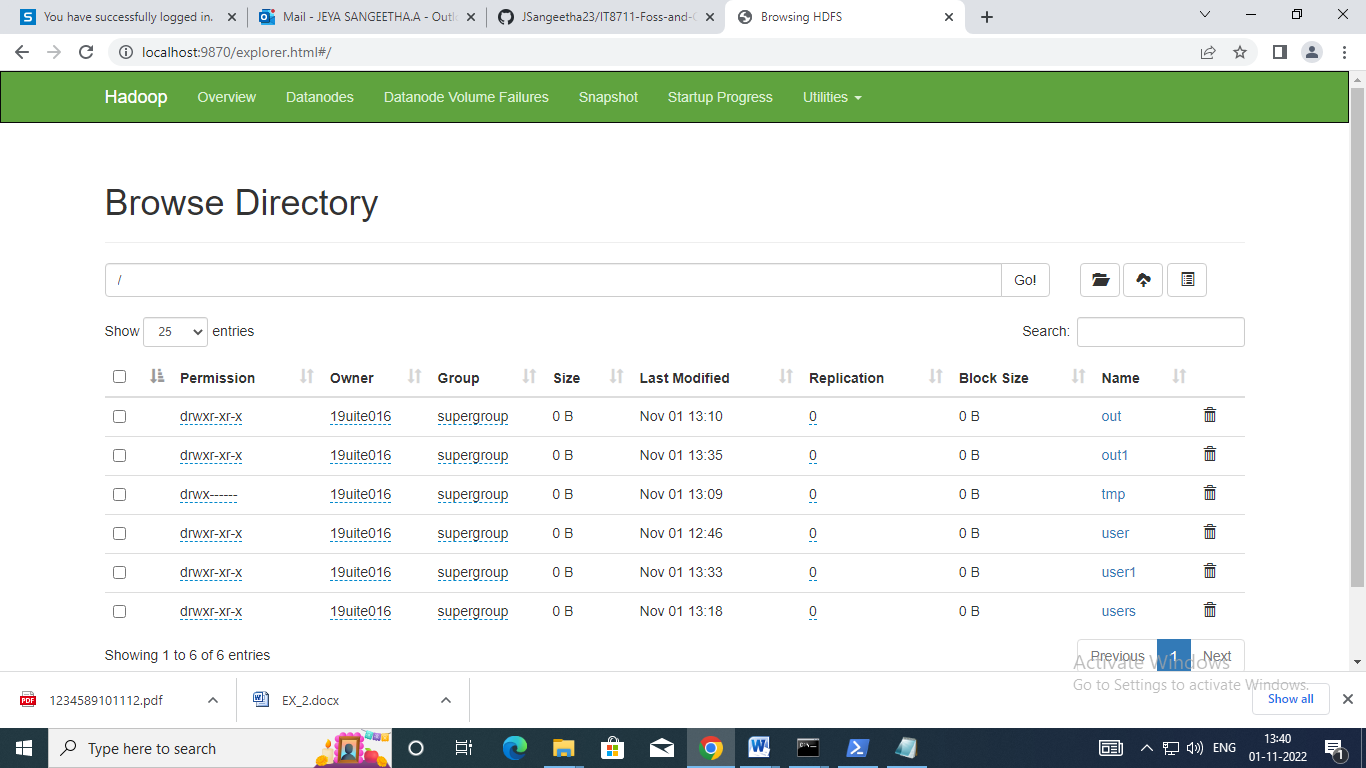 You have successfully logged in.
Mail - JEYA SANGEETHA.A - Outl
JSangeetha23/IT8711-Foss-and-C
Browsing HDFS
localhost:9870/explorer.html#/
Hadoop Overview Datanodes Datanode Volume Failures Snapshot Startup Progress Utilities
Browse Directory
/ Go!
Show 25 entries Search:
Permission Owner Group Size Last Modified Replication Block Size Name
drwxr-xr-x 19uite016 supergroup 0 B Nov 01 13:10 0 0 B out
drwxr-xr-x 19uite016 supergroup 0 B Nov 01 13:35 0 0 B out1
drwx------ 19uite016 supergroup 0 B Nov 01 13:09 0 0 B tmp
drwxr-xr-x 19uite016 supergroup 0 B Nov 01 12:46 0 0 B user
drwxr-xr-x 19uite016 supergroup 0 B Nov 01 13:33 0 0 B user1
drwxr-xr-x 19uite016 supergroup 0 B Nov 01 13:18 0 0 B users
Showing 1 to 6 of 6 entries Previous 1 Next
Activate Windows
Go to Settings to activate Windows.
PDF 1234589101112.pdf EX_2.docx Show all
Type here to search ENG 13:40
01-11-2022 1